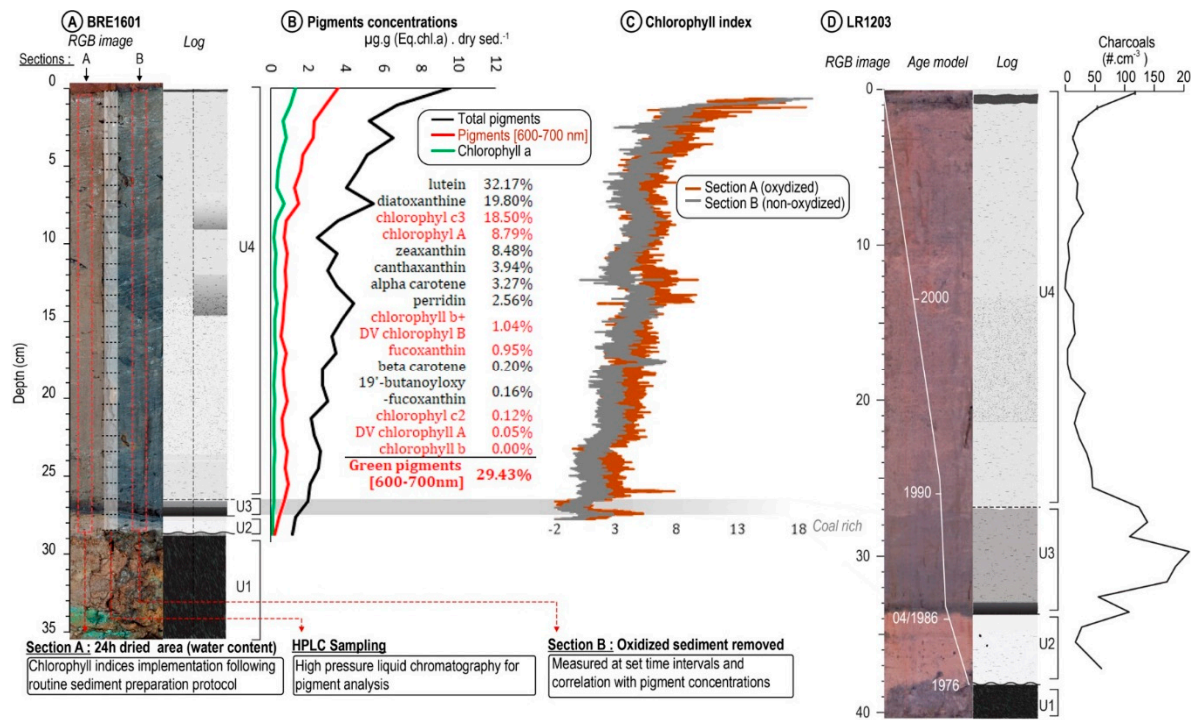 A BRE1601
RGB image
Log
Sections :
A
B
B Pigments concentrations
µg.g (Eq.chl.a) . dry sed.-1
0 2 4 6 8 10 12
C Chlorophyll index
D LR1203
RGB image
Age model
Log
Charcoals
(#.cm-3)
0 50 100 150 200
0
5
10
15
20
25
30
35
Deptn (cm)
U4
U3
U2
U1
Total pigments
Pigments [600-700 nm]
Chlorophyll a
lutein 32.17%
diatoxanthine 19.80%
chlorophyl c3 18.50%
chlorophyl A 8.79%
zeaxanthin 8.48%
canthaxanthin 3.94%
alpha carotene 3.27%
perridin 2.56%
chlorophyll b+
DV chlorophyl B 1.04%
fucoxanthin 0.95%
beta carotene 0.20%
19'-butanoyloxy
-fucoxanthin 0.16%
chlorophyl c2 0.12%
DV chlorophyll A 0.05%
chlorophyll b 0.00%
Green pigments
[600-700nm] 29.43%
Section A (oxydized)
Section B (non-oxydized)
-2 3 8 13 18
Coal rich
0
10
20
30
40
2000
1990
04/1986
1976
U4
U3
U2
U1
Section A : 24h dried area (water content)
Chlorophyll indices implementation following
routine sediment preparation protocol
HPLC Sampling
High pressure liquid chromatography for
pigment analysis
Section B : Oxidized sediment removed
Measured at set time intervals and
correlation with pigment concentrations